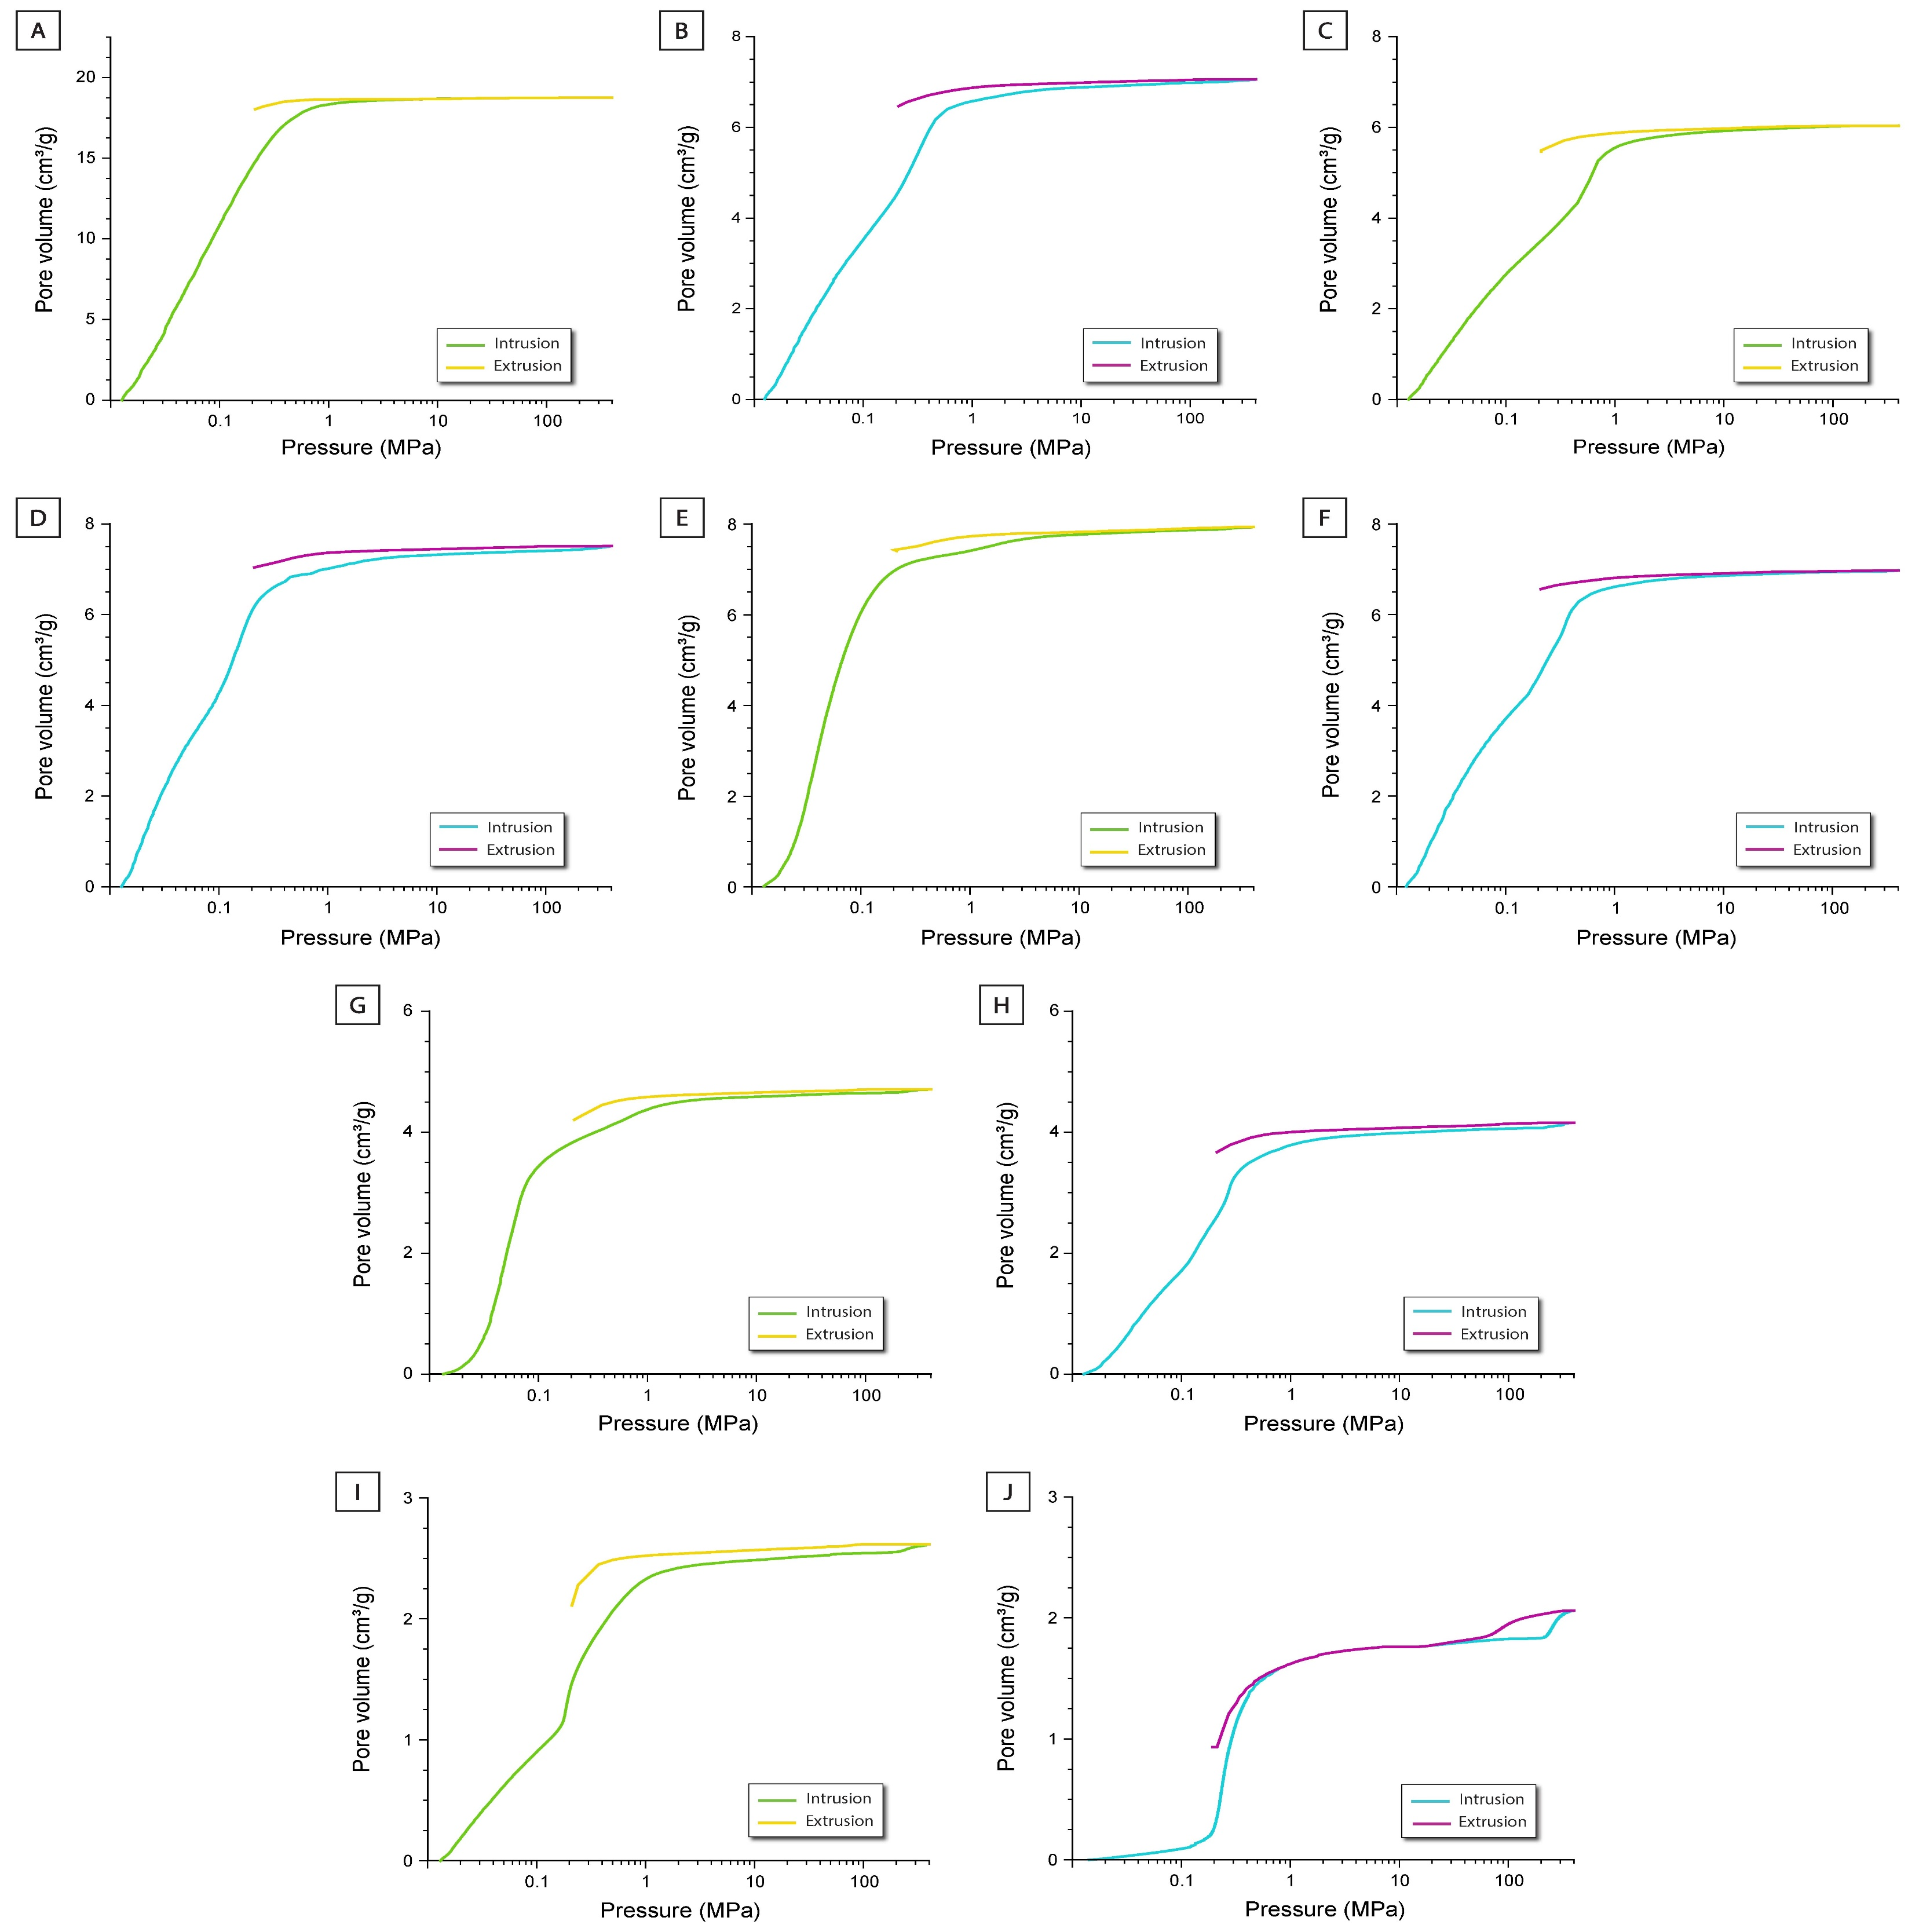 A
Pore volume (cm³/g)
20
15
10
5
0
0.1 1 10 100
Pressure (MPa)
Intrusion
Extrusion
B
Pore volume (cm³/g)
8
6
4
2
0
0.1 1 10 100
Pressure (MPa)
Intrusion
Extrusion
C
Pore volume (cm³/g)
8
6
4
2
0
0.1 1 10 100
Pressure (MPa)
Intrusion
Extrusion
D
Pore volume (cm³/g)
8
6
4
2
0
0.1 1 10 100
Pressure (MPa)
Intrusion
Extrusion
E
Pore volume (cm³/g)
8
6
4
2
0
0.1 1 10 100
Pressure (MPa)
Intrusion
Extrusion
F
Pore volume (cm³/g)
8
6
4
2
0
0.1 1 10 100
Pressure (MPa)
Intrusion
Extrusion
G
Pore volume (cm³/g)
6
4
2
0
0.1 1 10 100
Pressure (MPa)
Intrusion
Extrusion
H
Pore volume (cm³/g)
6
4
2
0
0.1 1 10 100
Pressure (MPa)
Intrusion
Extrusion
I
Pore volume (cm³/g)
3
2
1
0
0.1 1 10 100
Pressure (MPa)
Intrusion
Extrusion
J
Pore volume (cm³/g)
3
2
1
0
0.1 1 10 100
Pressure (MPa)
Intrusion
Extrusion